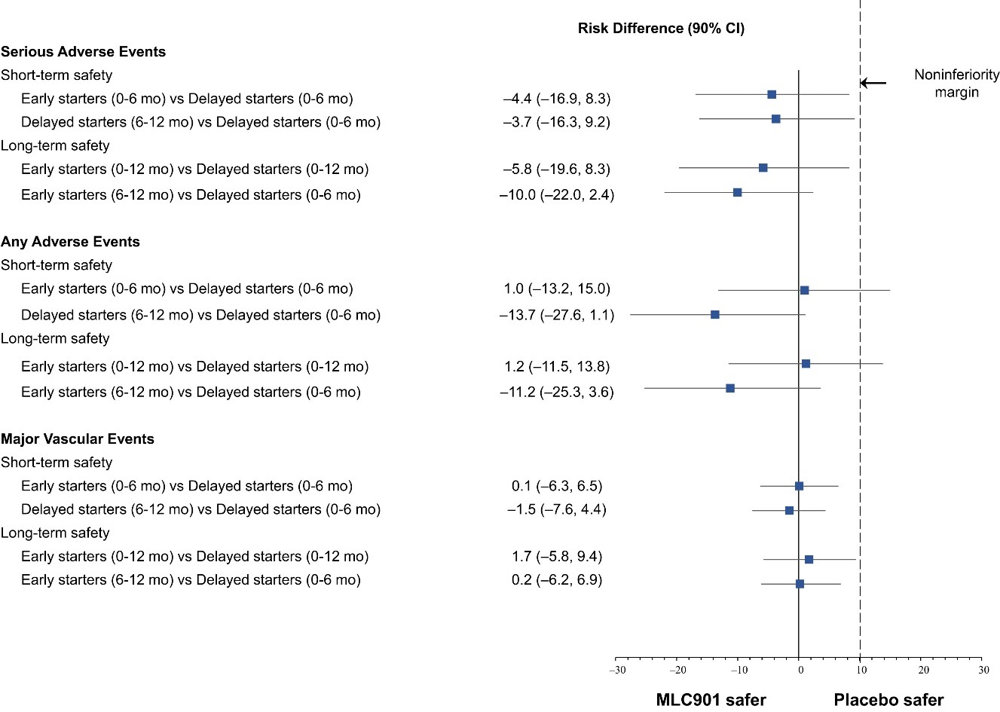 Risk Difference (90% CI)
Serious Adverse Events
Short-term safety
Noninferiority
margin
Early starters (0-6 mo) vs Delayed starters (0-6 mo) –4.4 (–16.9, 8.3)
Delayed starters (6-12 mo) vs Delayed starters (0-6 mo) –3.7 (–16.3, 9.2)
Long-term safety
Early starters (0-12 mo) vs Delayed starters (0-12 mo) –5.8 (–19.6, 8.3)
Early starters (6-12 mo) vs Delayed starters (0-6 mo) –10.0 (–22.0, 2.4)
Any Adverse Events
Short-term safety
Early starters (0-6 mo) vs Delayed starters (0-6 mo) 1.0 (–13.2, 15.0)
Delayed starters (6-12 mo) vs Delayed starters (0-6 mo) –13.7 (–27.6, 1.1)
Long-term safety
Early starters (0-12 mo) vs Delayed starters (0-12 mo) 1.2 (–11.5, 13.8)
Early starters (6-12 mo) vs Delayed starters (0-6 mo) –11.2 (–25.3, 3.6)
Major Vascular Events
Short-term safety
Early starters (0-6 mo) vs Delayed starters (0-6 mo) 0.1 (–6.3, 6.5)
Delayed starters (6-12 mo) vs Delayed starters (0-6 mo) –1.5 (–7.6, 4.4)
Long-term safety
Early starters (0-12 mo) vs Delayed starters (0-12 mo) 1.7 (–5.8, 9.4)
Early starters (6-12 mo) vs Delayed starters (0-6 mo) 0.2 (–6.2, 6.9)
–30 –20 –10 0 10 20 30
MLC901 safer Placebo safer